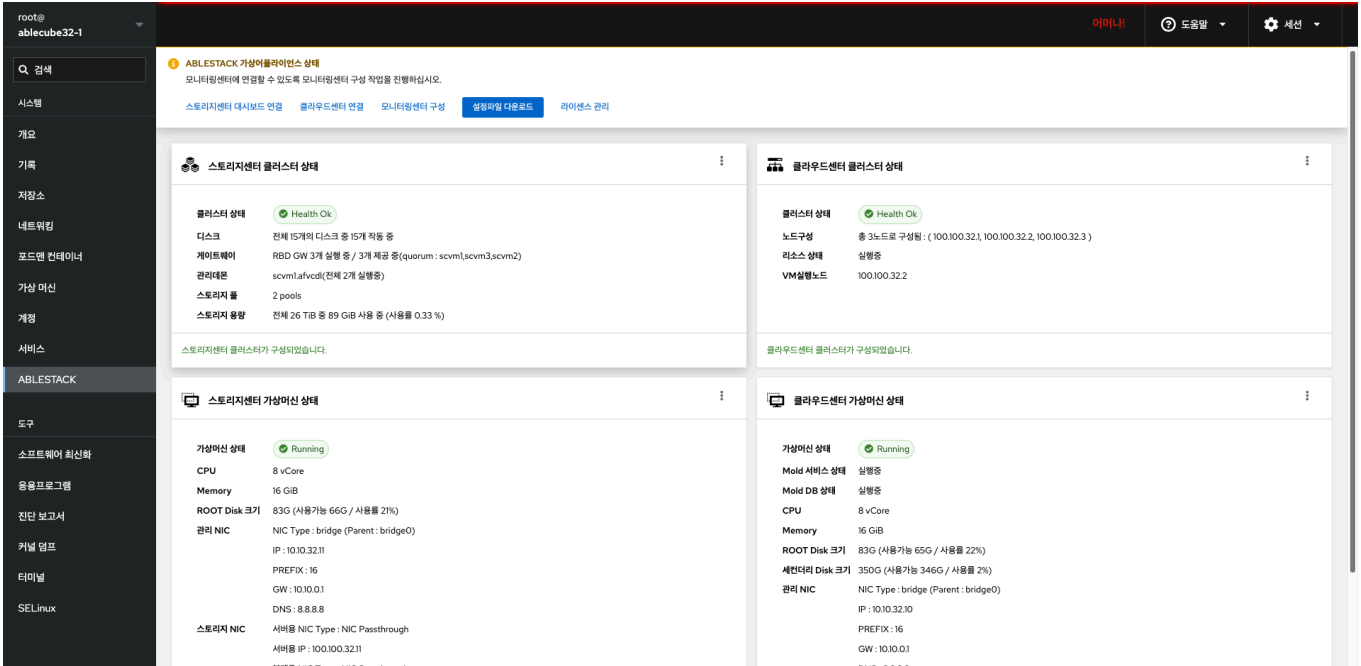 root@
ablecube32-1
어머나!
도움말
세션
검색
시스템
개요
기록
저장소
네트워킹
포드맨 컨테이너
가상 머신
계정
서비스
ABLESTACK
도구
소프트웨어 최신화
응용프로그램
진단 보고서
커널 덤프
터미널
SELinux
ABLESTACK 가상어플라이언스 상태
모니터링센터에 연결할 수 있도록 모니터링센터 구성 작업을 진행하십시오.
스토리지센터 대시보드 연결 클라우드센터 연결 모니터링센터 구성 설정파일 다운로드 라이센스 관리
스토리지센터 클러스터 상태
클러스터 상태 Health Ok
디스크 전체 15개의 디스크 중 15개 작동 중
게이트웨이 RBD GW 3개 실행 중 / 3개 제공 중(quorum : scvm1,scvm3,scvm2)
관리데몬 scvm1.afvcdl(전체 2개 실행중)
스토리지 풀 2 pools
스토리지 용량 전체 26 TiB 중 89 GiB 사용 중 (사용률 0.33 %)
스토리지센터 클러스터가 구성되었습니다.
클라우드센터 클러스터 상태
클러스터 상태 Health Ok
노드구성 총 3노드로 구성됨 : ( 100.100.32.1, 100.100.32.2, 100.100.32.3 )
리소스 상태 실행중
VM실행노드 100.100.32.2
클라우드센터 클러스터가 구성되었습니다.
스토리지센터 가상머신 상태
가상머신 상태 Running
CPU 8 vCore
Memory 16 GiB
ROOT Disk 크기 83G (사용가능 66G / 사용률 21%)
관리 NIC NIC Type : bridge (Parent : bridge0)
IP : 10.10.32.11
PREFIX : 16
GW : 10.10.0.1
DNS : 8.8.8.8
스토리지 NIC 서버용 NIC Type : NIC Passthrough
서버용 IP : 100.100.32.11
클라우드센터 가상머신 상태
가상머신 상태 Running
Mold 서비스 상태 실행중
Mold DB 상태 실행중
CPU 8 vCore
Memory 16 GiB
ROOT Disk 크기 83G (사용가능 65G / 사용률 22%)
세컨더리 Disk 크기 350G (사용가능 346G / 사용률 2%)
관리 NIC NIC Type : bridge (Parent : bridge0)
IP : 10.10.32.10
PREFIX : 16
GW : 10.10.0.1